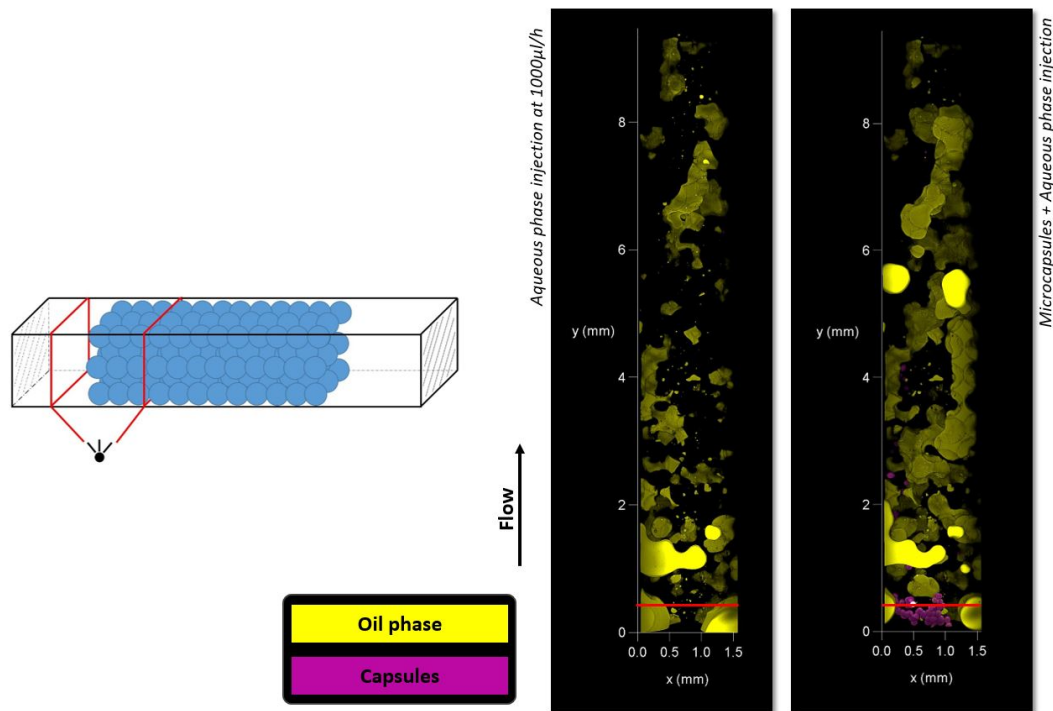 Aqueous phase injection at 1000µl/h
8
6
y (mm)
4
2
0
0.0 0.5 1.0 1.5
x (mm)
8
6
y (mm)
4
2
0
0.0 0.5 1.0 1.5
x (mm)
Microcapsules + Aqueous phase injection
Flow
Oil phase
Capsules